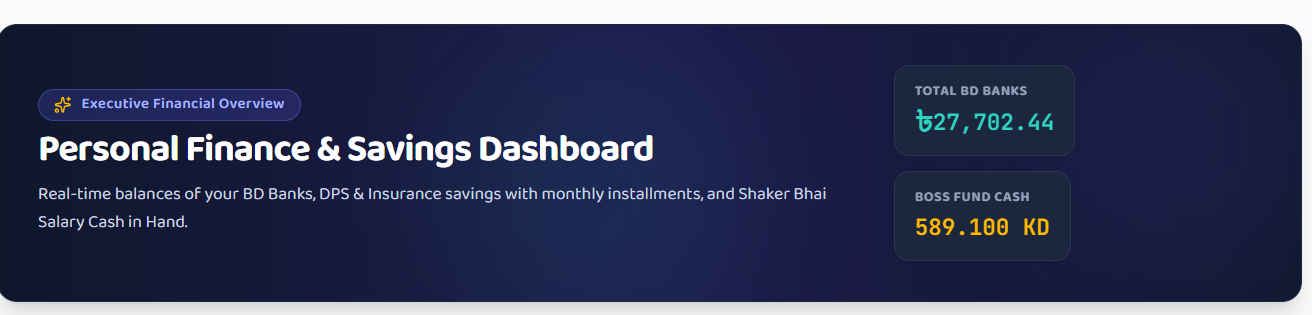 Executive Financial Overview
Personal Finance & Savings Dashboard
Real-time balances of your BD Banks, DPS & Insurance savings with monthly installments, and Shaker Bhai
Salary Cash in Hand.
TOTAL BD BANKS
৳27,702.44
BOSS FUND CASH
589.100 KD